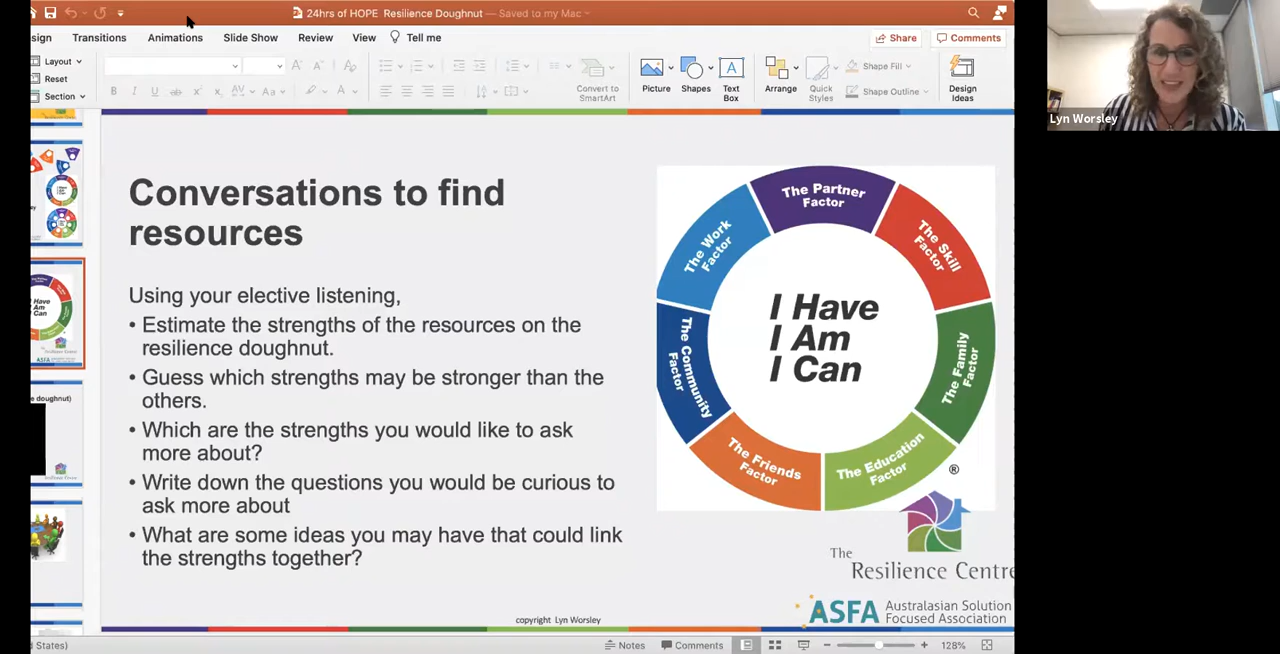 24hrs of HOPE Resilience Doughnut — Saved to my Mac
sign Transitions Animations Slide Show Review View Tell me Share Comments
Layout
Reset
Section
Convert to
SmartArt
Picture
Shapes
Text
Box
Arrange
Quick
Styles
Shape Fill
Shape Outline
Design
Ideas
Lyn Worsley
Conversations to find
resources
Using your elective listening,
• Estimate the strengths of the resources on the
resilience doughnut.
• Guess which strengths may be stronger than the
others.
• Which are the strengths you would like to ask
more about?
• Write down the questions you would be curious to
ask more about
• What are some ideas you may have that could link
the strengths together?
The Partner
Factor
The Skill
Factor
The Family
Factor
The Education
Factor
The Friends
Factor
The Community
Factor
The Work
Factor
I Have
I Am
I Can
®
The
Resilience Centre
ASFA Australasian Solution
Focused Association
copyright Lyn Worsley
e doughnut)
d States)
Notes Comments 128%